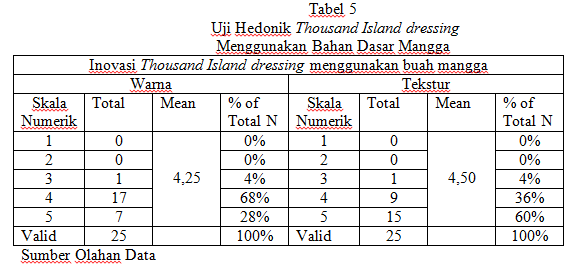 Tabel 5
Uji Hedonik Thousand Island dressing
Menggunakan Bahan Dasar Mangga
Inovasi Thousand Island dressing menggunakan buah mangga
Warna Tekstur
Skala Numerik Total Mean % of Total N Skala Numerik Total Mean % of Total N
1 0 0% 1 0 0%
2 0 0% 2 0 0%
3 1 4,25 4% 3 1 4,50 4%
4 17 68% 4 9 36%
5 7 28% 5 15 60%
Valid 25 100% Valid 25 100%
Sumber Olahan Data